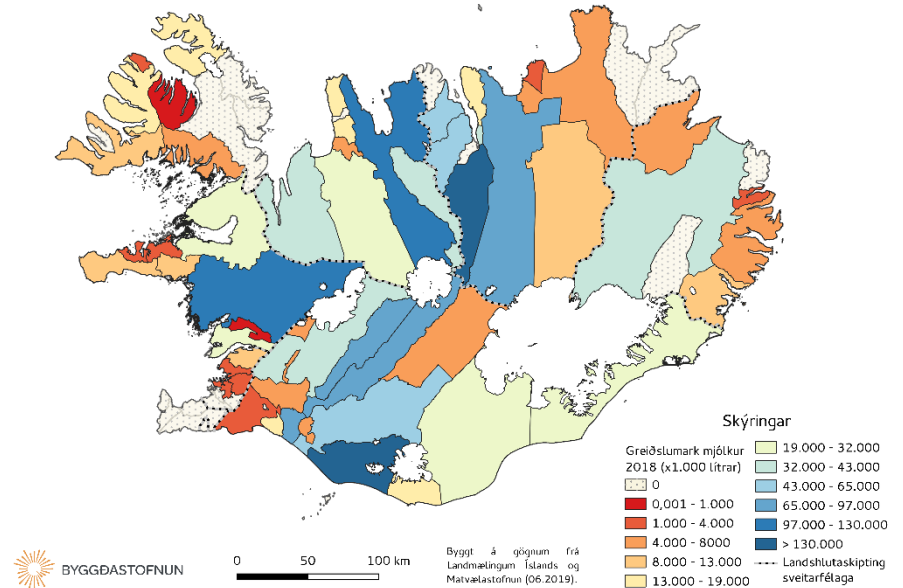 Skýringar
Greiðslumark mjólkur
2018 (x1.000 lítrar)
0
0,001 - 1.000
1.000 - 4.000
4.000 - 8000
8.000 - 13.000
13.000 - 19.000
19.000 - 32.000
32.000 - 43.000
43.000 - 65.000
65.000 - 97.000
97.000 - 130.000
> 130.000
Landshlutaskipting
sveitarfélaga
BYGGÐASTOFNUN
0 50 100 km
Byggt á gögnum frá
Landmælingum Íslands og
Matvælastofnun (06.2019).